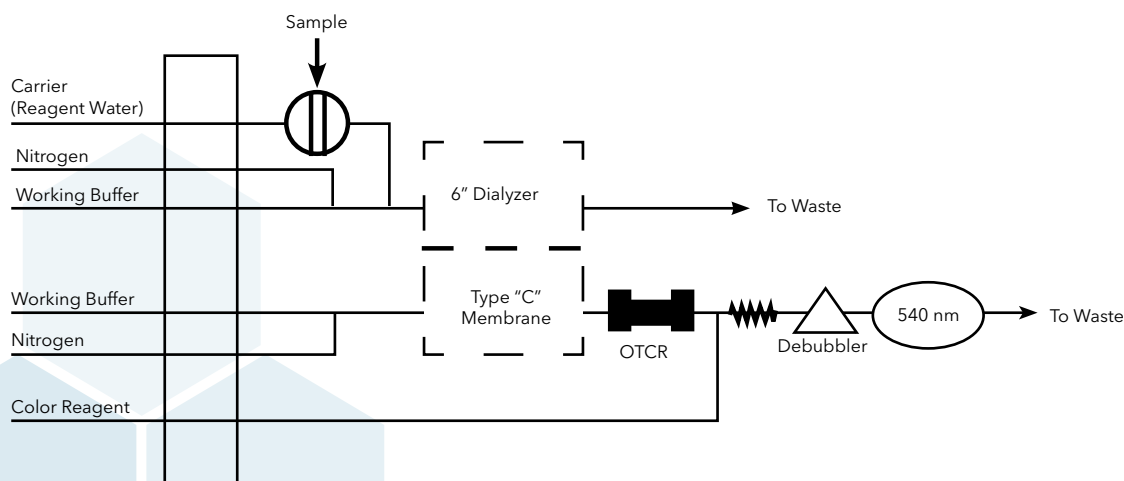 Sample
Carrier
(Reagent Water)
Nitrogen
Working Buffer
6” Dialyzer
To Waste
Working Buffer
Type “C”
Membrane
540 nm
To Waste
Nitrogen
OTCR
Debubbler
Color Reagent